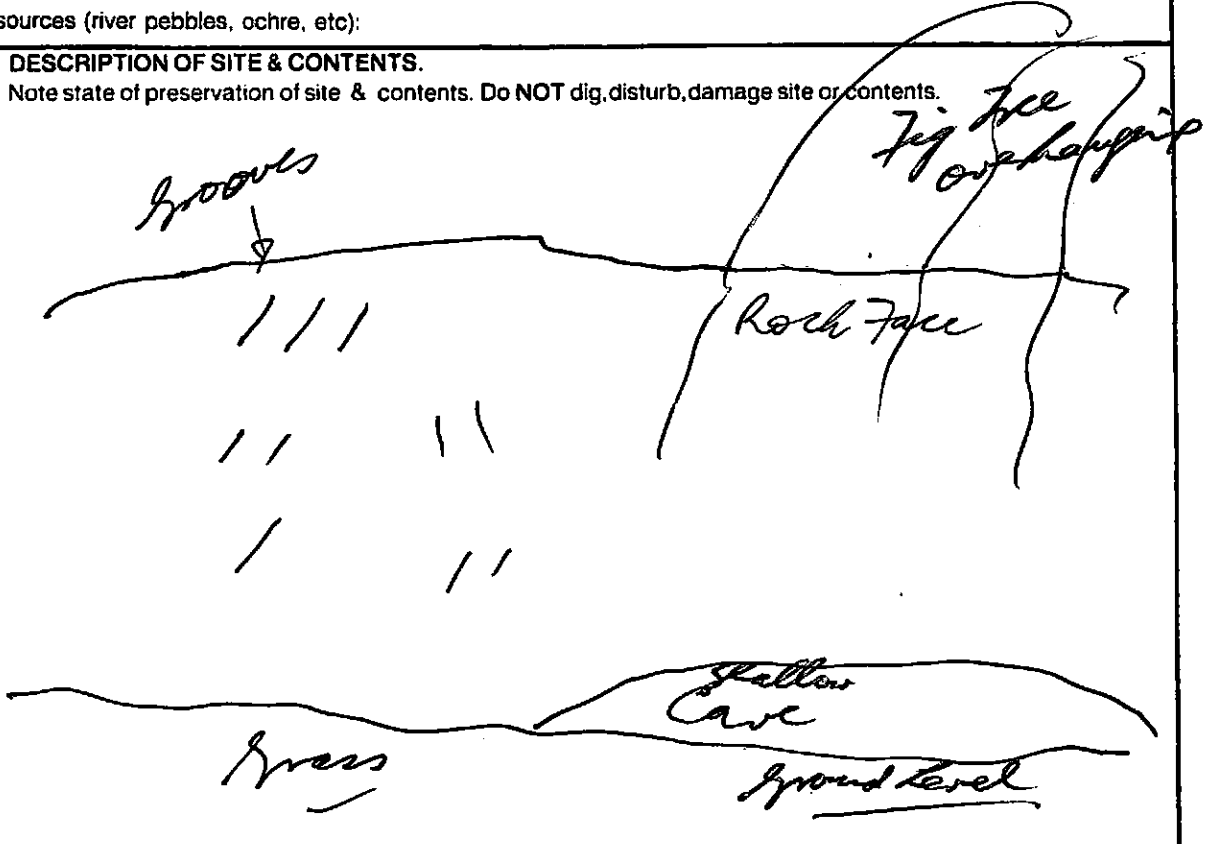 sources (river pebbles, ochre, etc):
DESCRIPTION OF SITE & CONTENTS.
Note state of preservation of site & contents. Do NOT dig,disturb,damage site or contents.
Fig Tree
overhanging
Grooves
Rock Face
Shallow
Cave
Grass
Ground Level